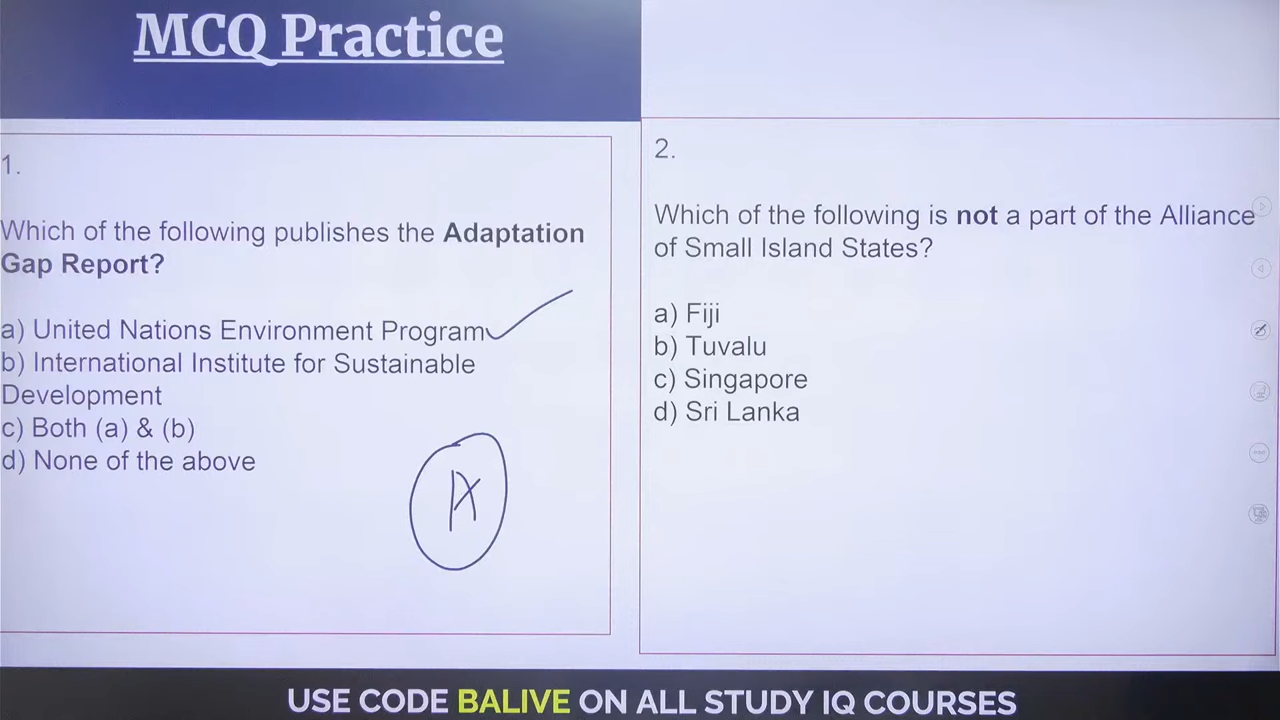 MCQ Practice
1.
Which of the following publishes the Adaptation
Gap Report?
a) United Nations Environment Program
b) International Institute for Sustainable
Development
c) Both (a) & (b)
d) None of the above
A
2.
Which of the following is not a part of the Alliance
of Small Island States?
a) Fiji
b) Tuvalu
c) Singapore
d) Sri Lanka
USE CODE BALIVE ON ALL STUDY IQ COURSES